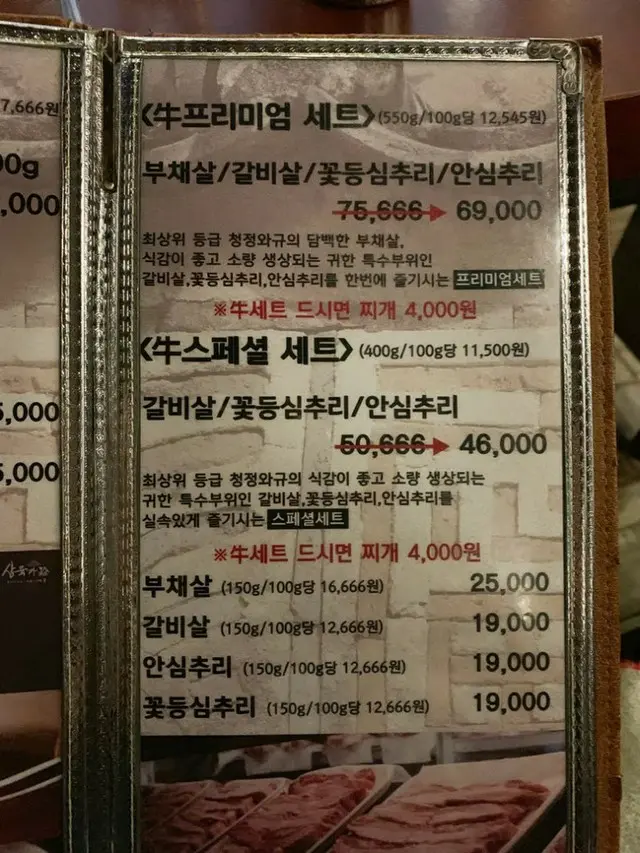 7,666원
00g
,000
5,000
5,000
삼육가
<牛프리미엄 세트>(550g/100g당 12,545원)
부채살/갈비살/꽃등심추리/안심추리
75,666 69,000
최상위 등급 청정와규의 담백한 부채살,
식감이 좋고 소량 생상되는 귀한 특수부위인
갈비살,꽃등심추리,안심추리를 한번에 즐기시는 프리미엄세트
※牛세트 드시면 찌개 4,000원
<牛스페셜 세트>(400g/100g당 11,500원)
갈비살/꽃등심추리/안심추리
50,666 46,000
최상위 등급 청정와규의 식감이 좋고 소량 생상되는
귀한 특수부위인 갈비살,꽃등심추리,안심추리를
실속있게 즐기시는 스페셜세트
※牛세트 드시면 찌개 4,000원
부채살 (150g/100g당 16,666원) 25,000
갈비살 (150g/100g당 12,666원) 19,000
안심추리 (150g/100g당 12,666원) 19,000
꽃등심추리 (150g/100g당 12,666원) 19,000